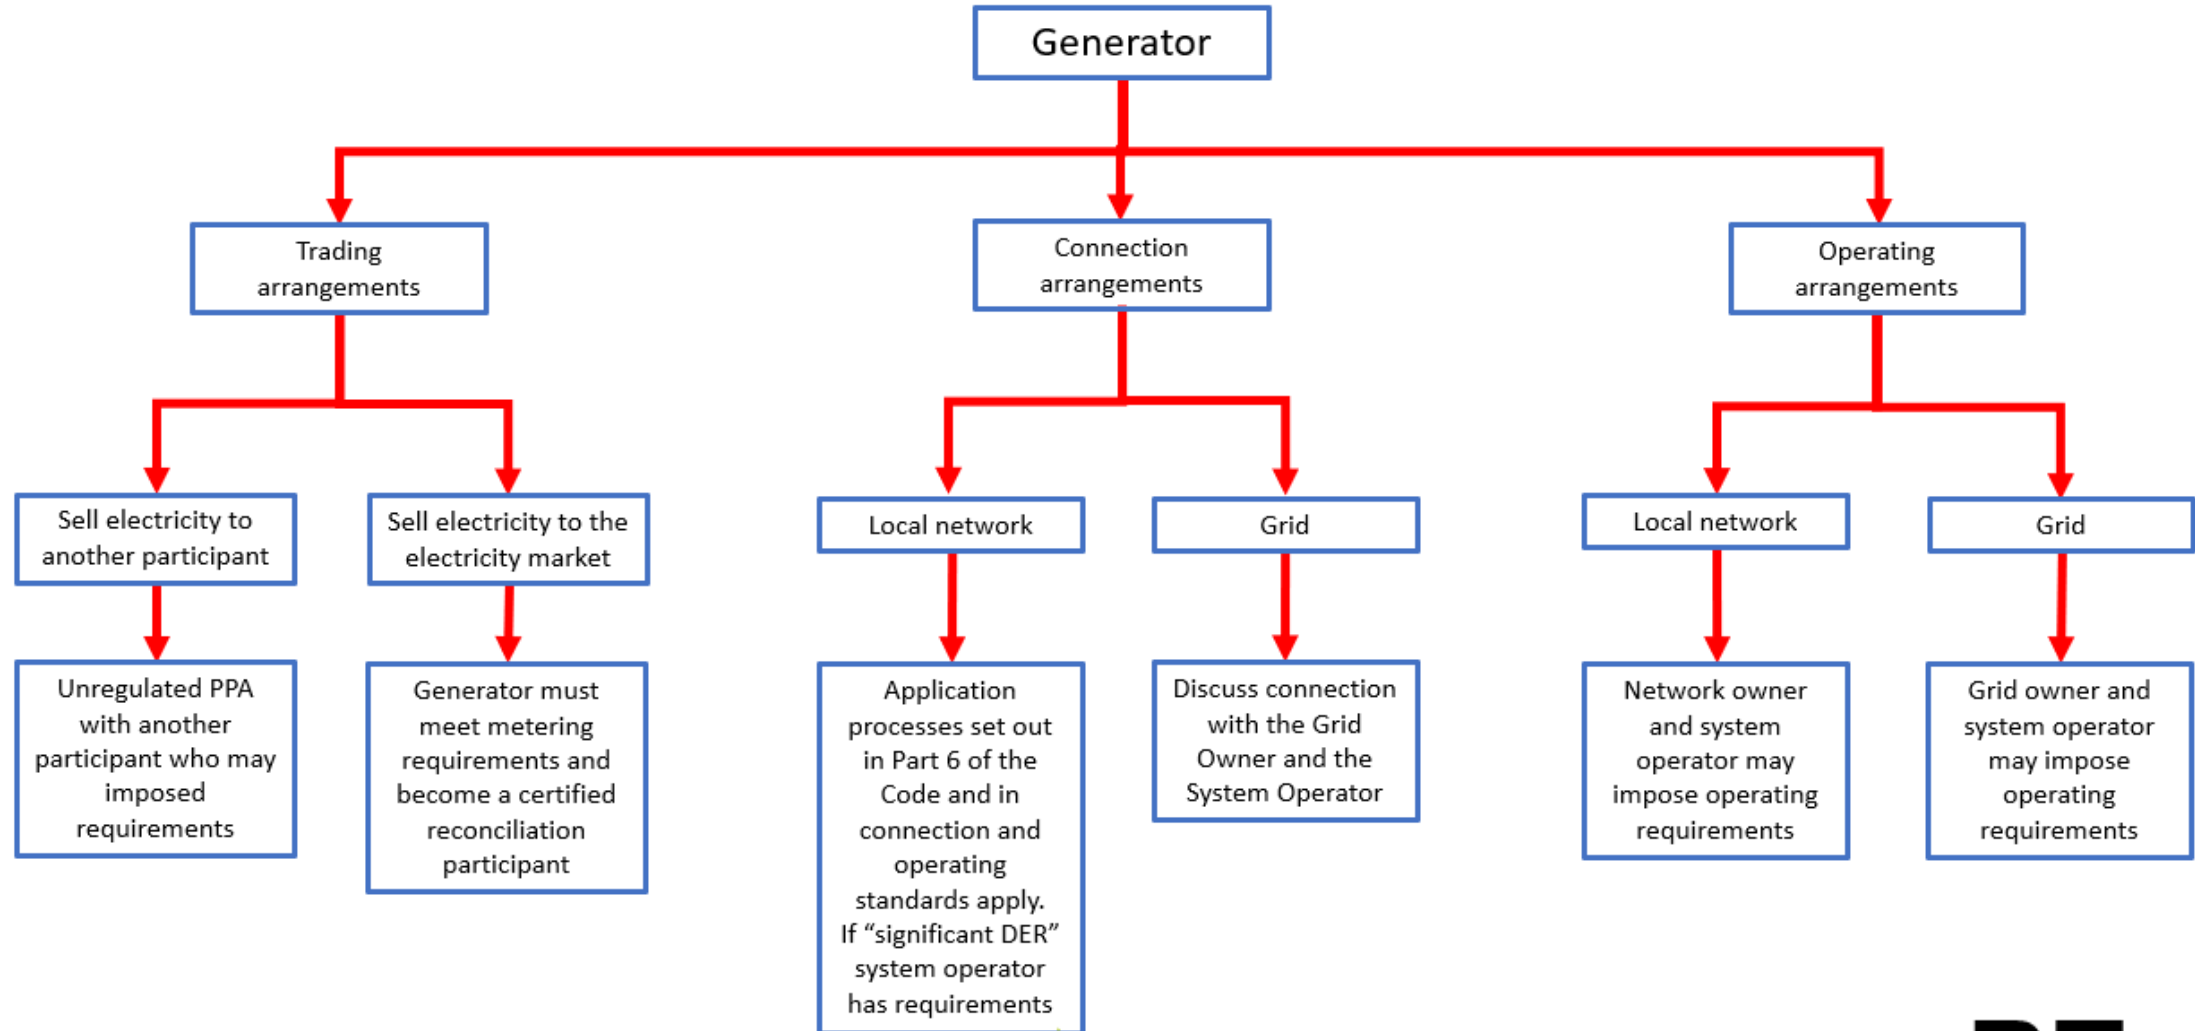 Generator
Trading
arrangements
Connection
arrangements
Operating
arrangements
Sell electricity to
another participant
Sell electricity to the
electricity market
Local network
Grid
Local network
Grid
Unregulated PPA
with another
participant who may
imposed
requirements
Generator must
meet metering
requirements and
become a certified
reconciliation
participant
Application
processes set out
in Part 6 of the
Code and in
connection and
operating
standards apply.
If “significant DER”
system operator
has requirements
Discuss connection
with the Grid
Owner and the
System Operator
Network owner
and system
operator may
impose operating
requirements
Grid owner and
system operator
may impose
operating
requirements